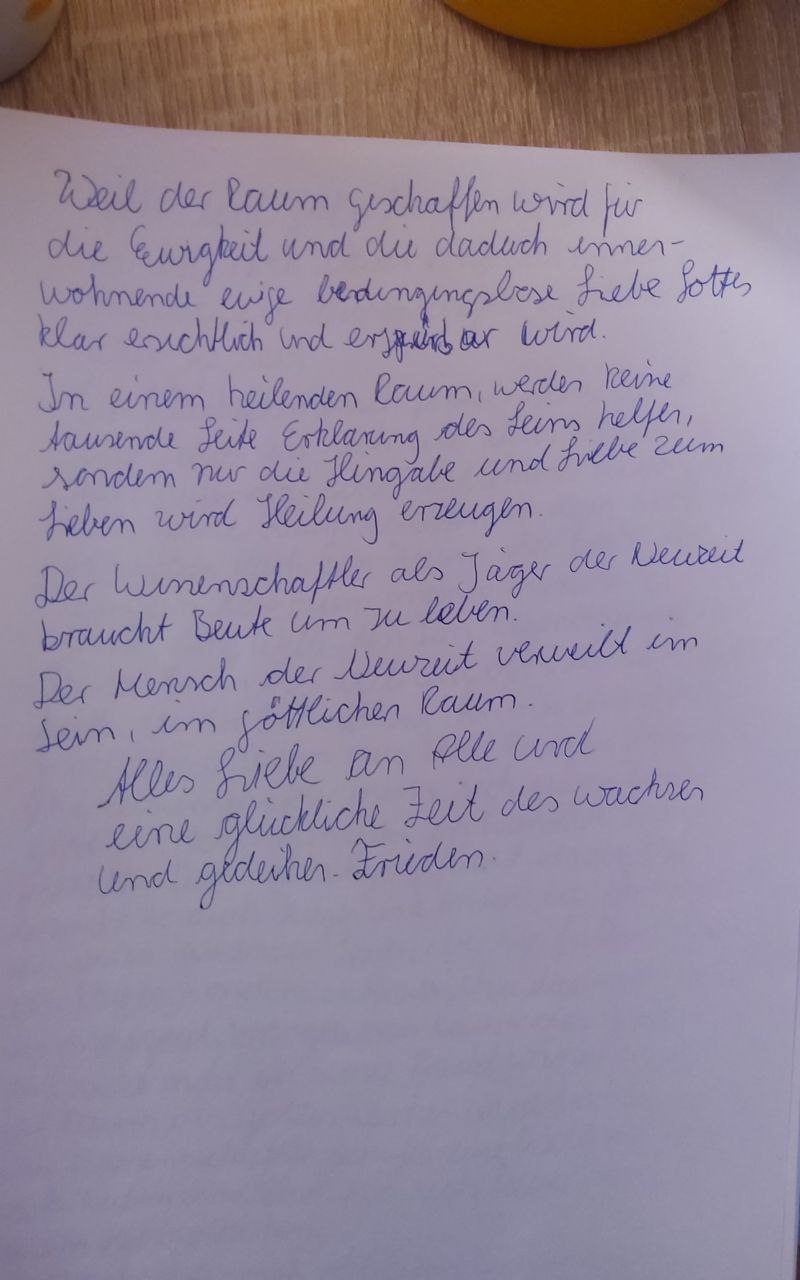 Weil der Raum geschaffen wird für
die Ewigkeit und die daduch inner-
wohnende ewige bedingungslose Liebe Gottes
klar ersichtlich und erspürbar wird.
In einem heilenden Raum, werden keine
tausende Seite Erklärung des Seins helfen,
sondern nur die Hingabe und Liebe zum
Leben wird Heilung erzeugen.
Der Wissenschaftler als Jäger der Neuzeit
braucht Beute um zu leben.
Der Mensch der Neuzeit verweilt im
Sein, im göttlichen Raum.
Alles Liebe an Alle und
eine glückliche Zeit des wachsen
und gedeihen. Frieden.